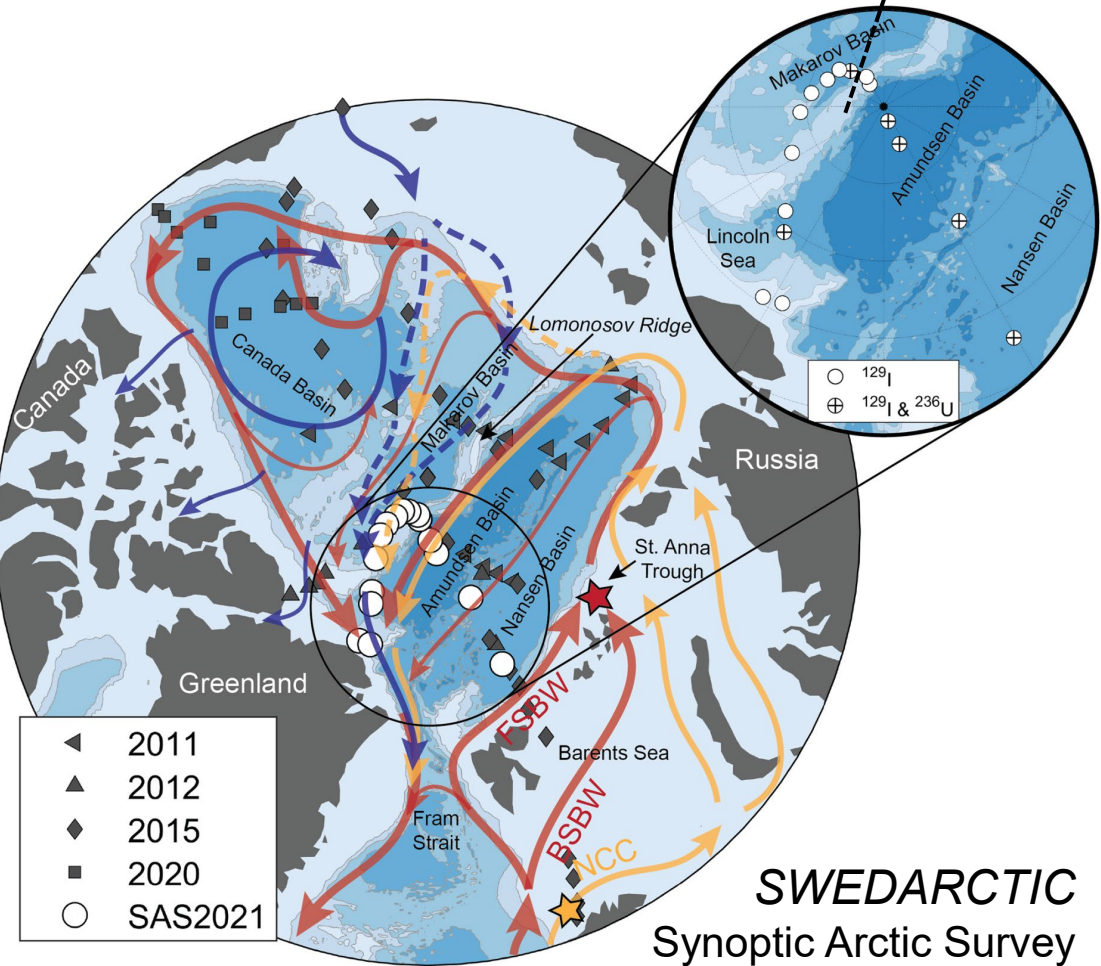 Makarov Basin
Amundsen Basin
Nansen Basin
Lincoln
Sea
¹²⁹I
¹²⁹I & ²³⁶U
Lomonosov Ridge
Canada
Canada Basin
Makarov Basin
Russia
Amundsen Basin
Nansen Basin
St. Anna
Trough
Greenland
FSBW
Barents Sea
BSBW
Fram
Strait
NCC
2011
2012
2015
2020
SAS2021
SWEDARCTIC
Synoptic Arctic Survey